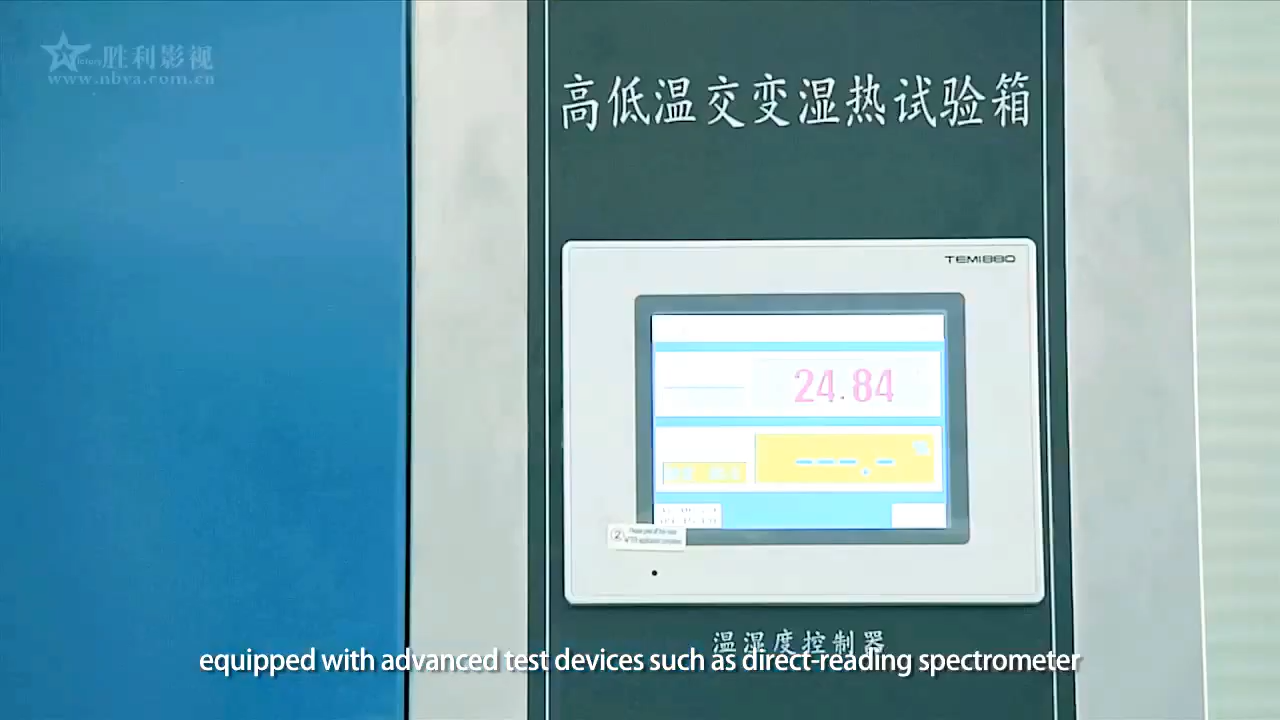 胜利影视
www.nbva.com.cn
高低温交变湿热试验箱
TEMI880
24.84
----.-
②
温湿度控制器
equipped with advanced test devices such as direct-reading spectrometer